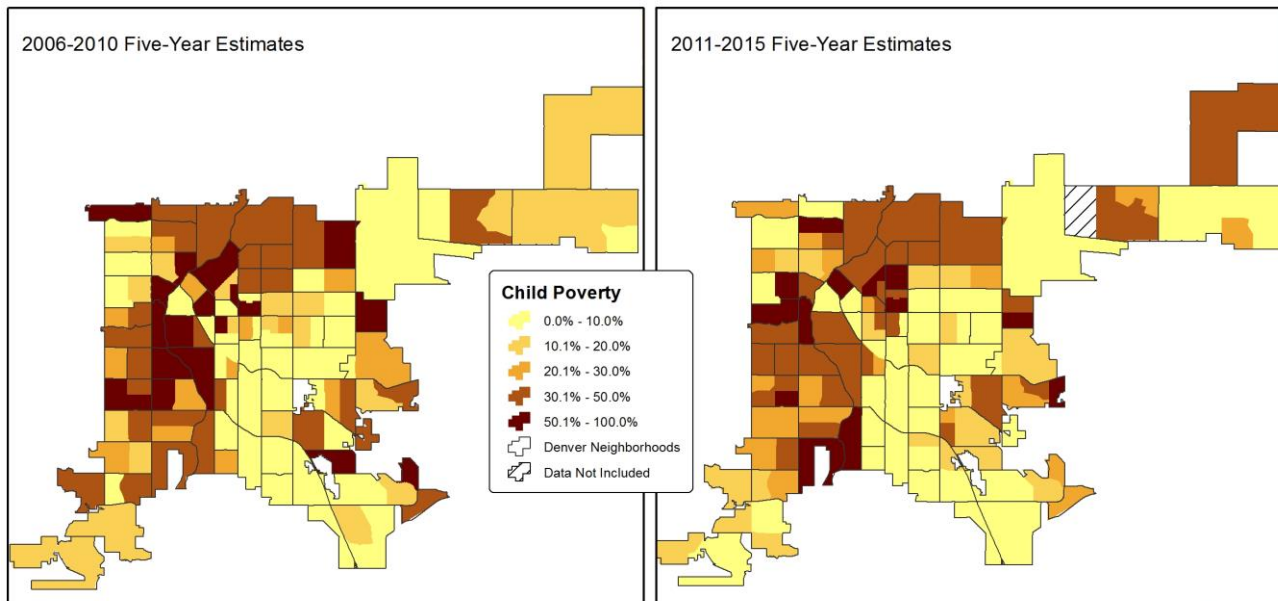 2006-2010 Five-Year Estimates
2011-2015 Five-Year Estimates
Child Poverty
0.0% - 10.0%
10.1% - 20.0%
20.1% - 30.0%
30.1% - 50.0%
50.1% - 100.0%
Denver Neighborhoods
Data Not Included